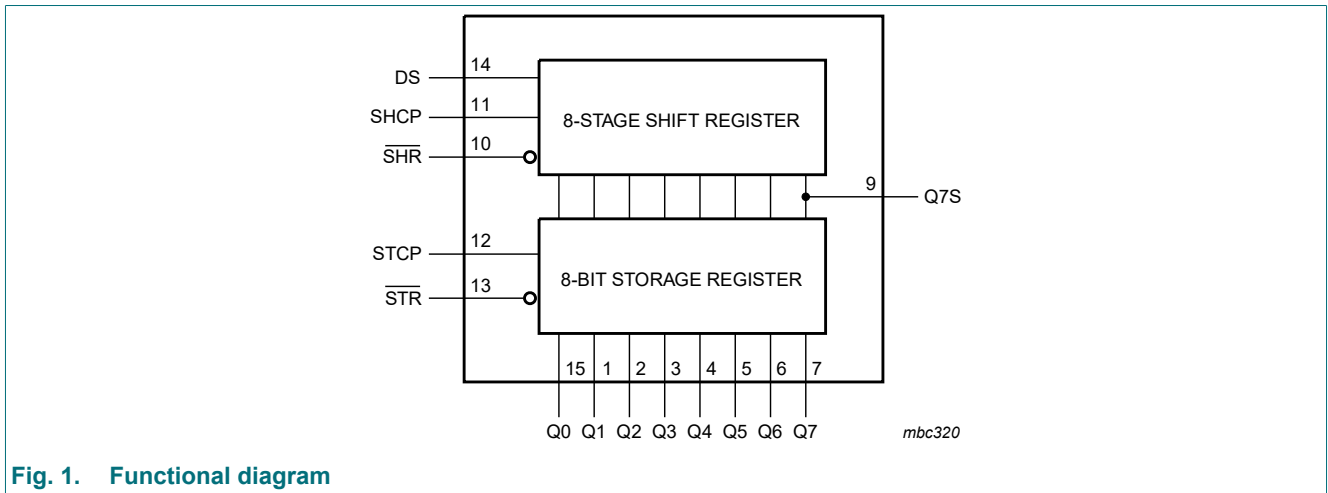 DS 14
SHCP 11
8-STAGE SHIFT REGISTER
S̅H̅R̅ 10
9 Q7S
STCP 12
8-BIT STORAGE REGISTER
S̅T̅R̅ 13
15 1 2 3 4 5 6 7
Q0 Q1 Q2 Q3 Q4 Q5 Q6 Q7
mbc320
Fig. 1. Functional diagram